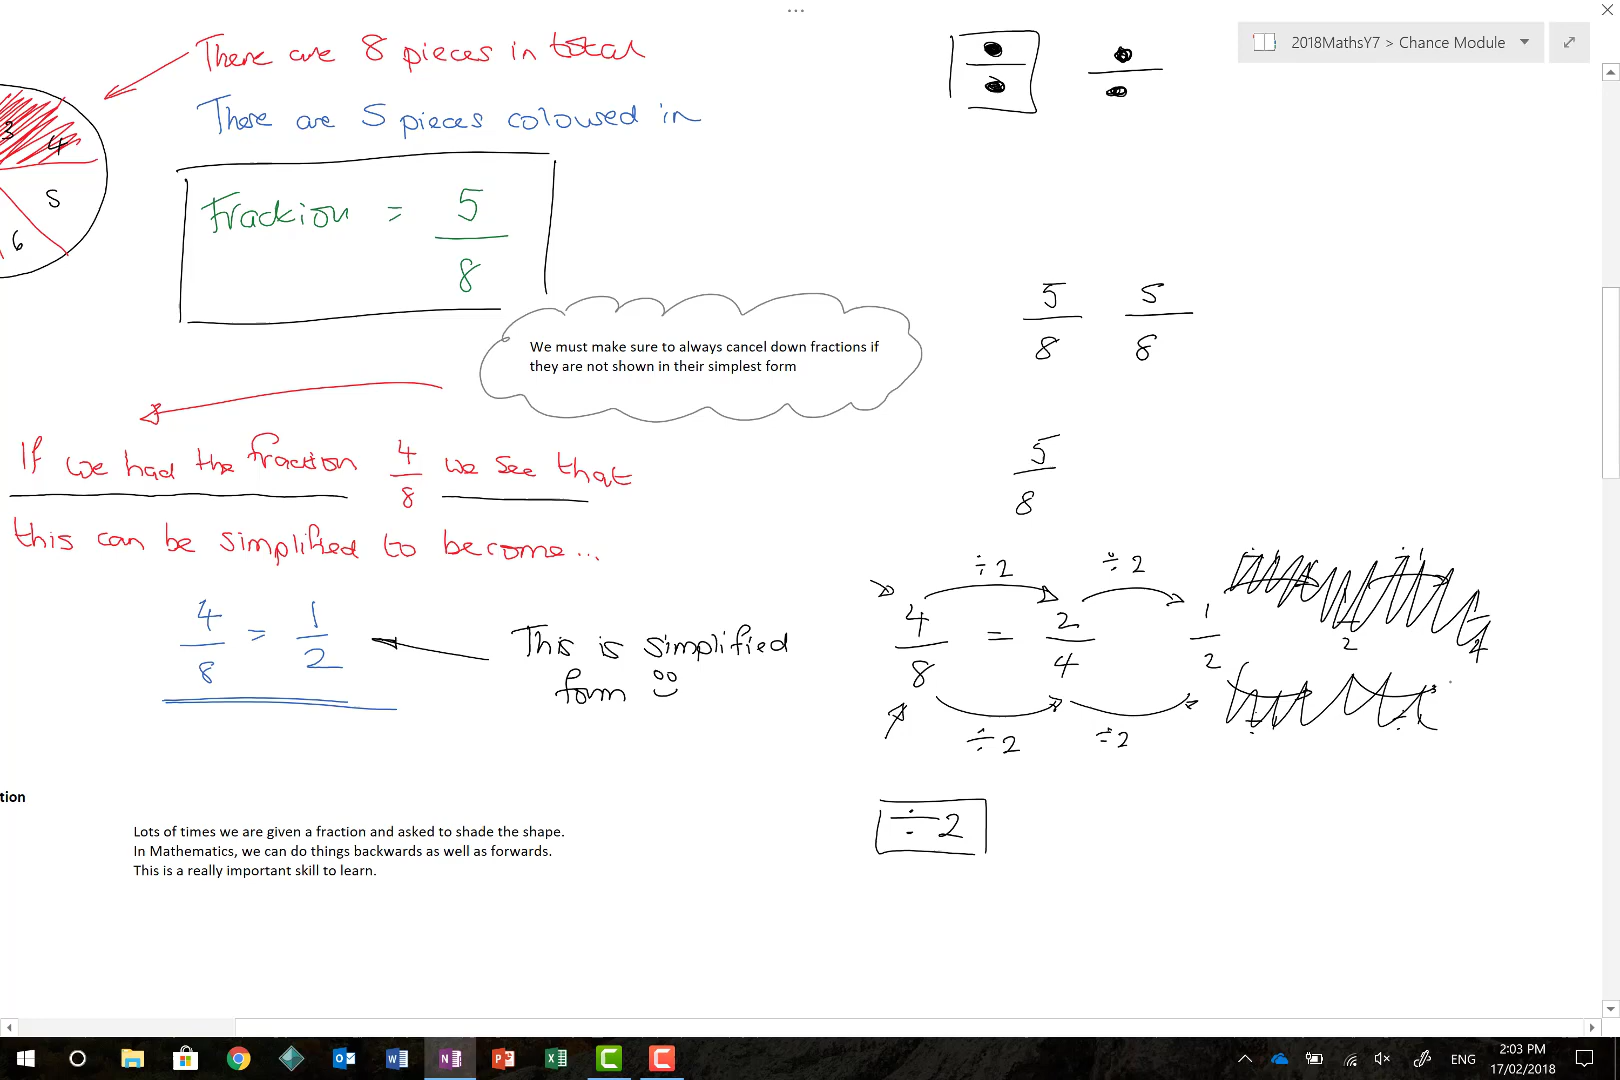 2018MathsY7 > Chance Module
There are 8 pieces in total
There are 5 pieces coloured in
3
4
5
6
Fraction = 5
8
5 5
8 8
We must make sure to always cancel down fractions if
they are not shown in their simplest form
If we had the fraction 4 we see that
8
this can be simplified to become...
5
8
4 = 1
8 2
This is simplified
form
÷2 ÷2
4 = 2 1
8 4 2
÷2 ÷2
2
÷2
tion
Lots of times we are given a fraction and asked to shade the shape.
In Mathematics, we can do things backwards as well as forwards.
This is a really important skill to learn.
ENG
2:03 PM
17/02/2018